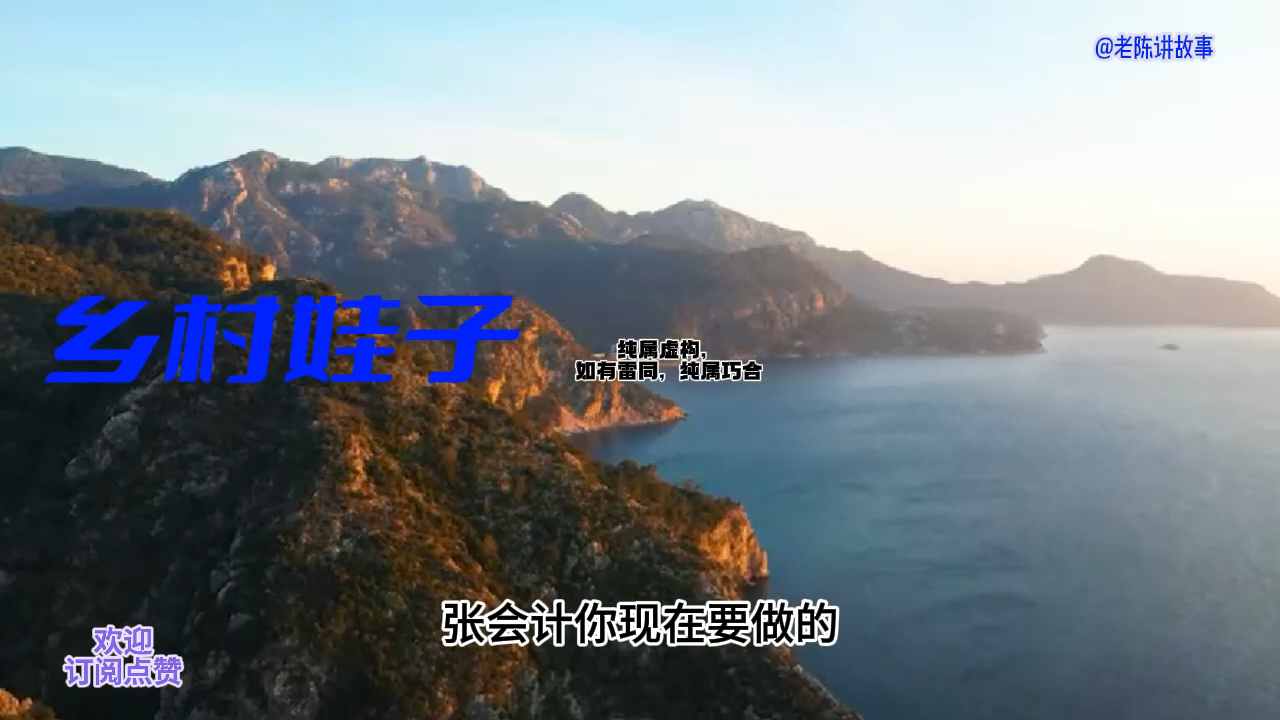 @老陈讲故事
乡村娃子
纯属虚构，
如有雷同，纯属巧合
张会计你现在要做的
欢迎
订阅点赞